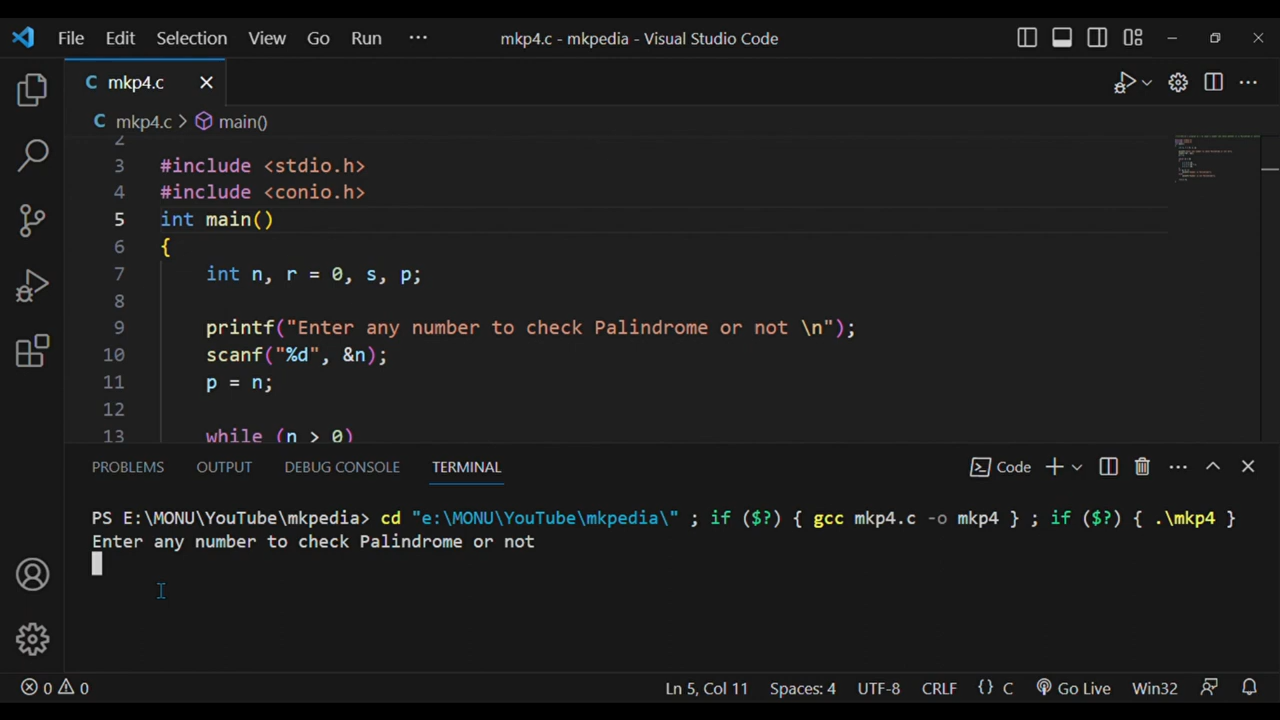 File Edit Selection View Go Run ··· mkp4.c - mkpedia - Visual Studio Code
C mkp4.c ×
C mkp4.c > main()
2
3 #include <stdio.h>
4 #include <conio.h>
5 int main()
6 {
7 int n, r = 0, s, p;
8
9 printf("Enter any number to check Palindrome or not \n");
10 scanf("%d", &n);
11 p = n;
12
13 while (n > 0)
PROBLEMS OUTPUT DEBUG CONSOLE TERMINAL Code
PS E:\MONU\YouTube\mkpedia> cd "e:\MONU\YouTube\mkpedia\" ; if ($?) { gcc mkp4.c -o mkp4 } ; if ($?) { .\mkp4 }
Enter any number to check Palindrome or not
0 0 Ln 5, Col 11 Spaces: 4 UTF-8 CRLF {} C Go Live Win32